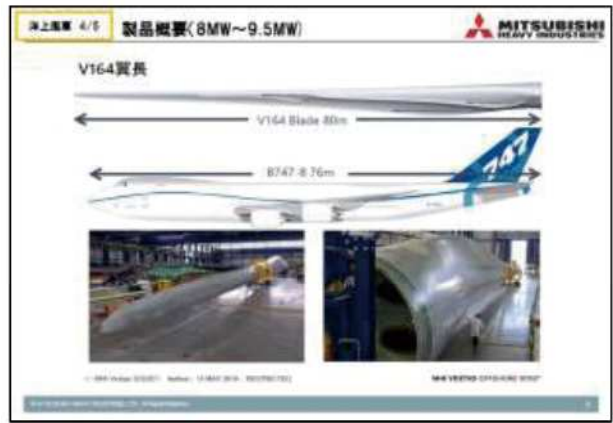 洋上風車 4/5
製品概要(8MW～9.5MW)
MITSUBISHI
HEAVY INDUSTRIES
V164翼長
V164 Blade 80m
B747-8 76m
747
MHI VESTAS OFFSHORE WIND